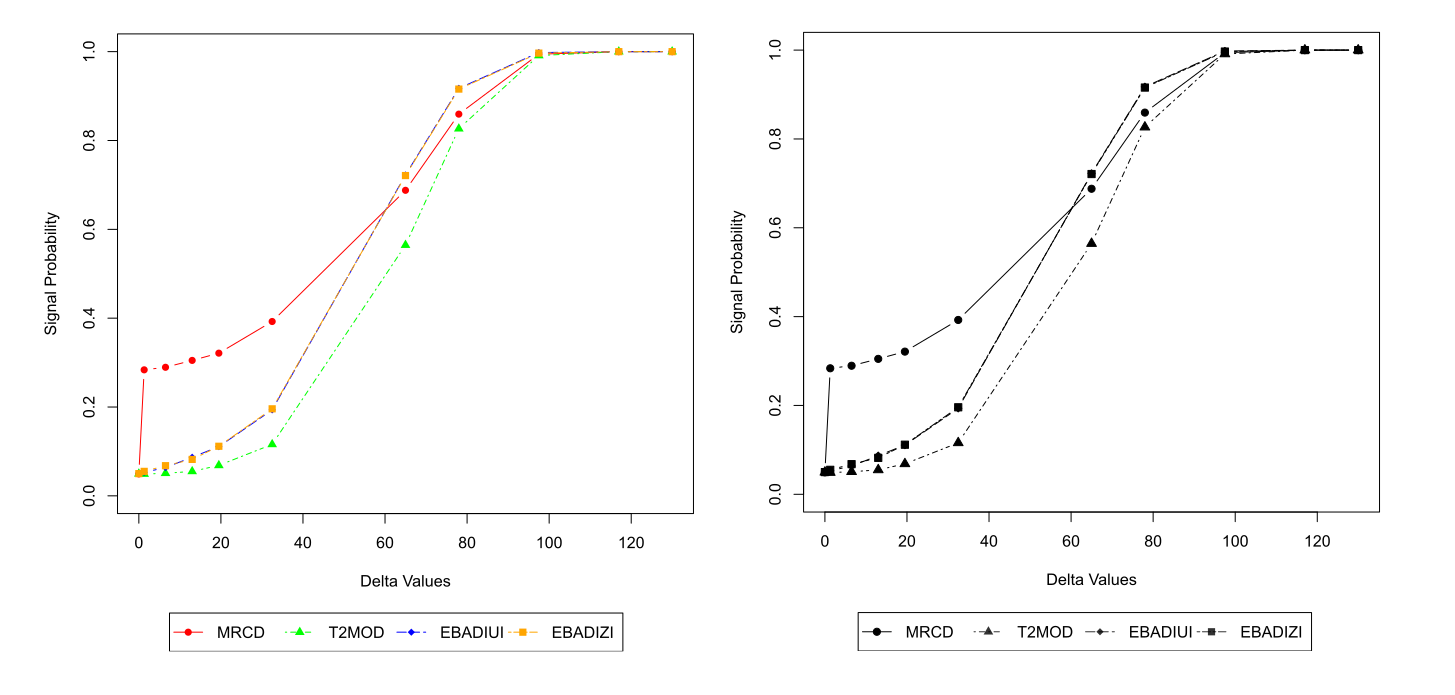 Signal Probability
1.0
0.8
0.6
0.4
0.2
0.0
0 20 40 60 80 100 120
Delta Values
MRCD T2MOD EBADIUI EBADIZI
Signal Probability
1.0
0.8
0.6
0.4
0.2
0.0
0 20 40 60 80 100 120
Delta Values
MRCD T2MOD EBADIUI EBADIZI